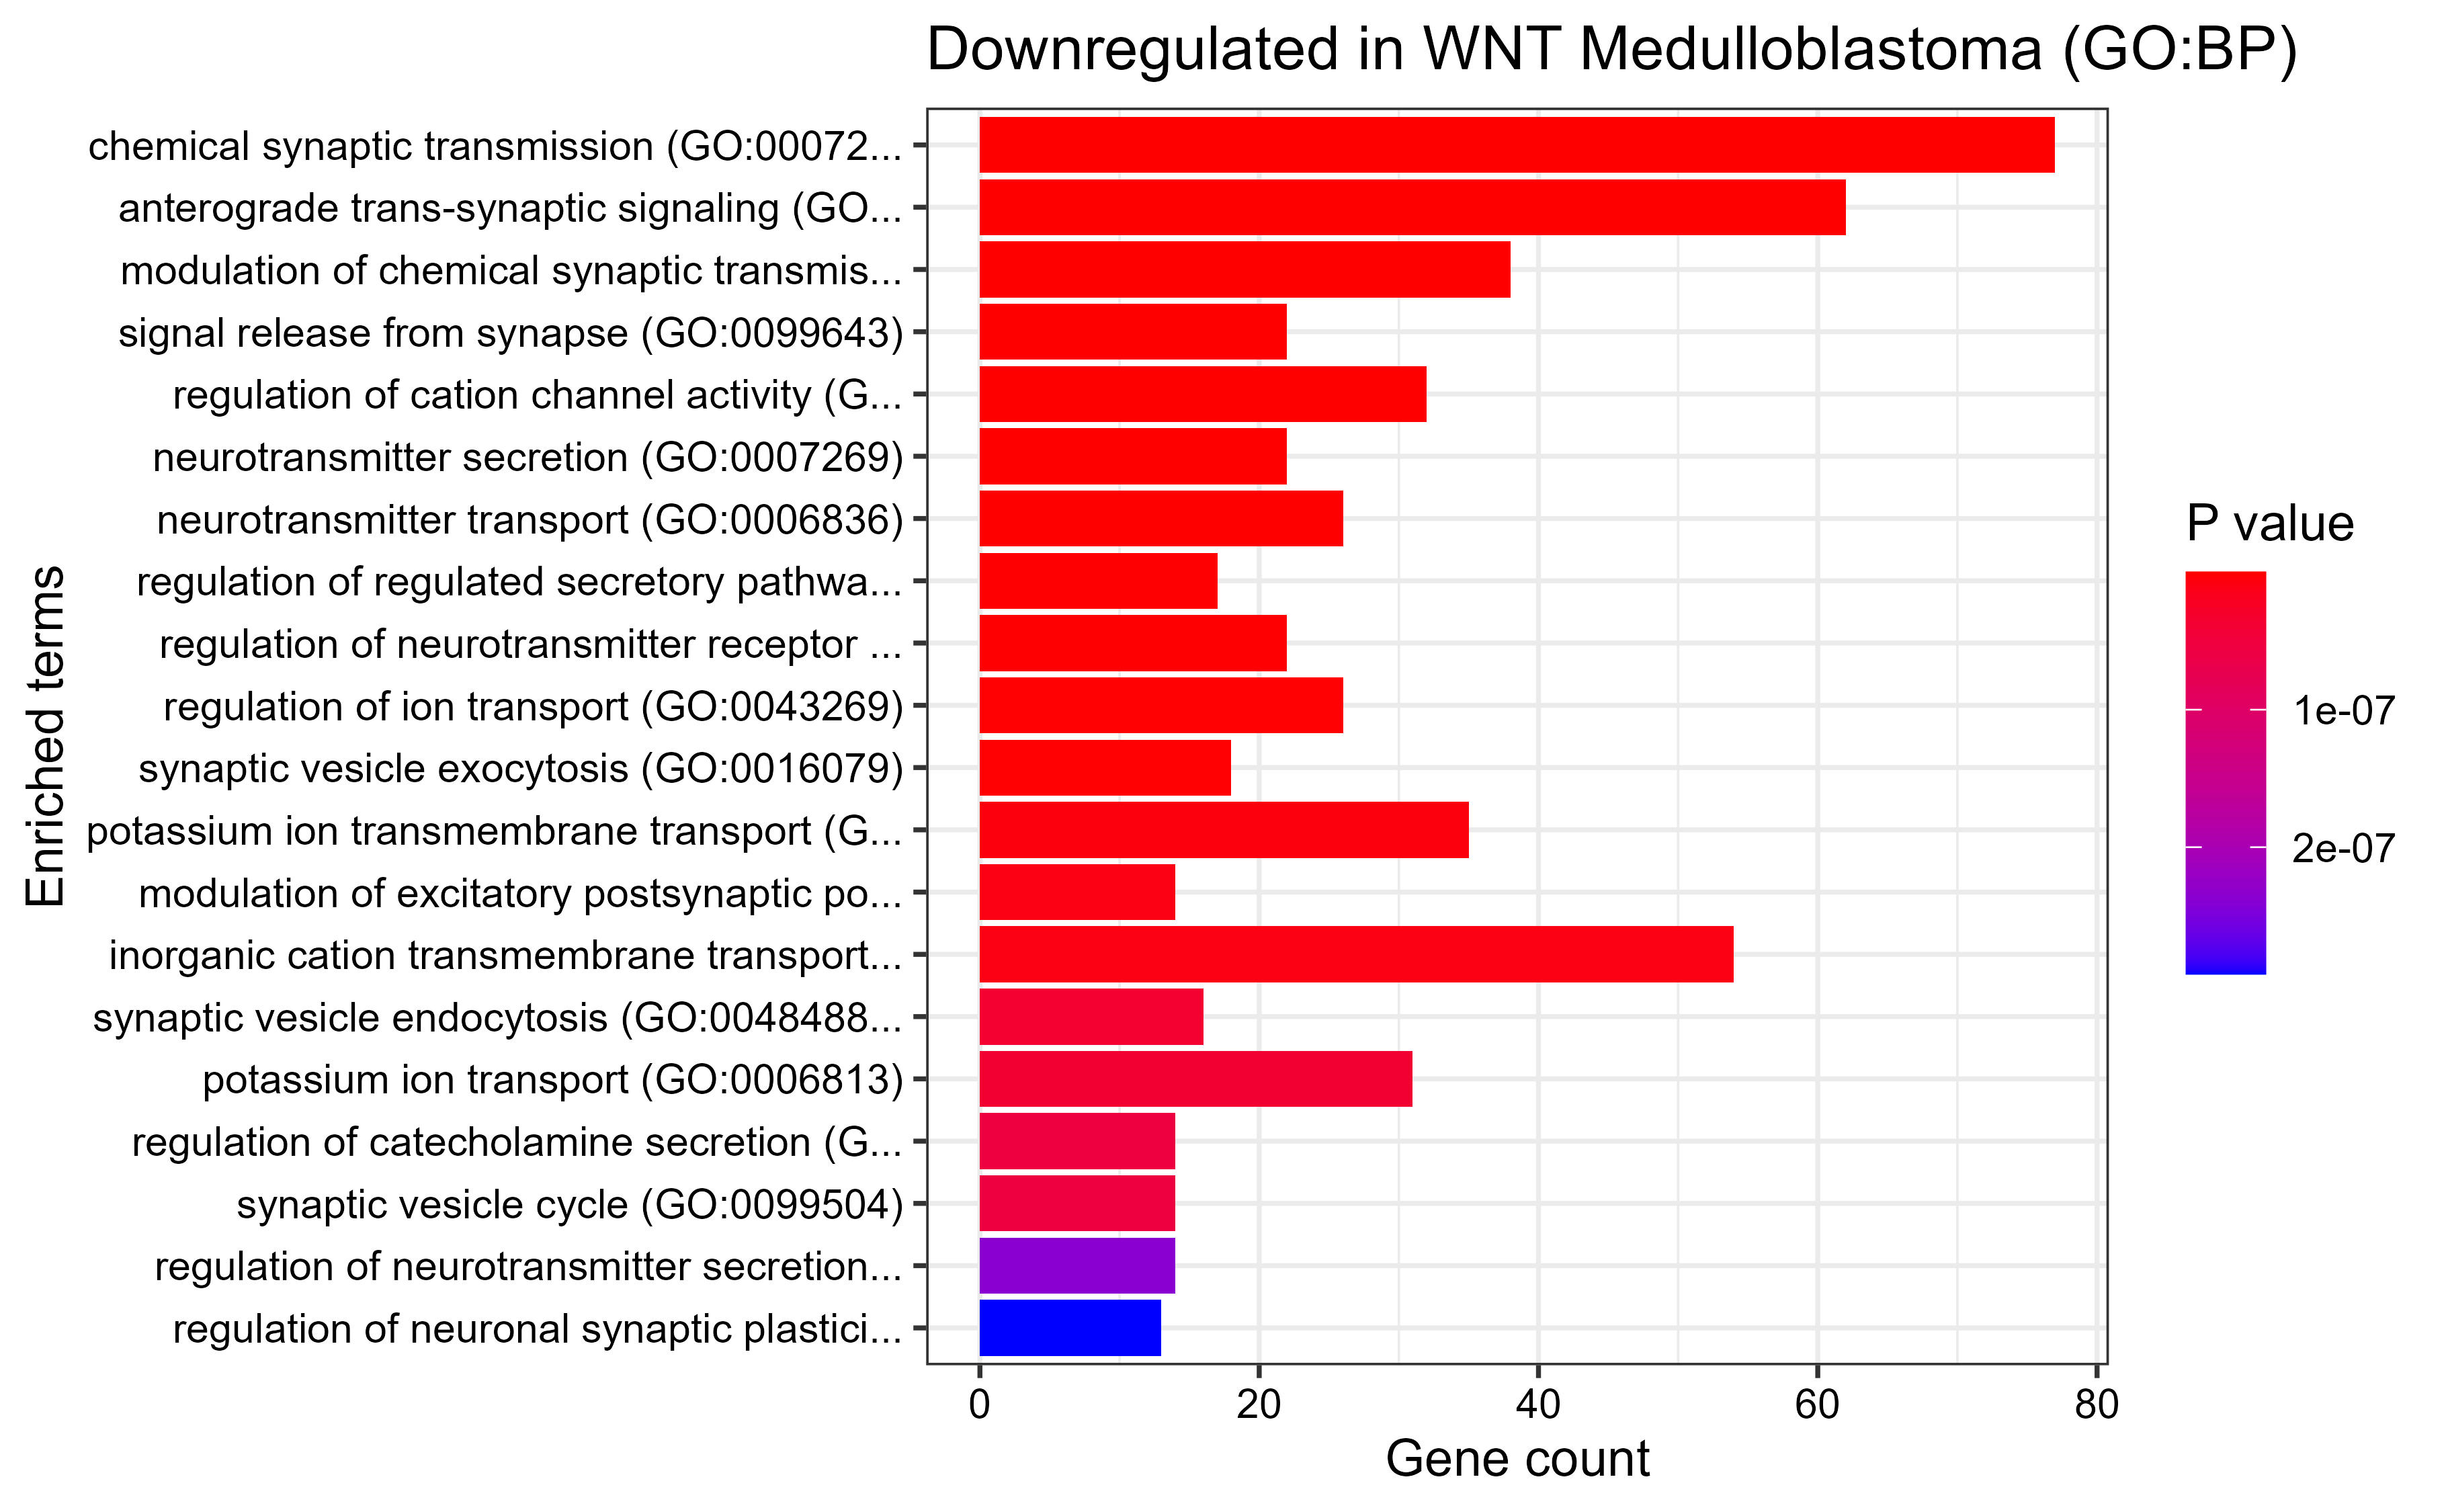 Downregulated in WNT Medulloblastoma (GO:BP)
chemical synaptic transmission (GO:00072...
anterograde trans-synaptic signaling (GO...
modulation of chemical synaptic transmis...
signal release from synapse (GO:0099643)
regulation of cation channel activity (G...
neurotransmitter secretion (GO:0007269)
neurotransmitter transport (GO:0006836)
regulation of regulated secretory pathwa...
regulation of neurotransmitter receptor ...
regulation of ion transport (GO:0043269)
synaptic vesicle exocytosis (GO:0016079)
potassium ion transmembrane transport (G...
modulation of excitatory postsynaptic po...
inorganic cation transmembrane transport...
synaptic vesicle endocytosis (GO:0048488...
potassium ion transport (GO:0006813)
regulation of catecholamine secretion (G...
synaptic vesicle cycle (GO:0099504)
regulation of neurotransmitter secretion...
regulation of neuronal synaptic plastici...
Enriched terms
0 20 40 60 80
Gene count
P value
1e-07
2e-07